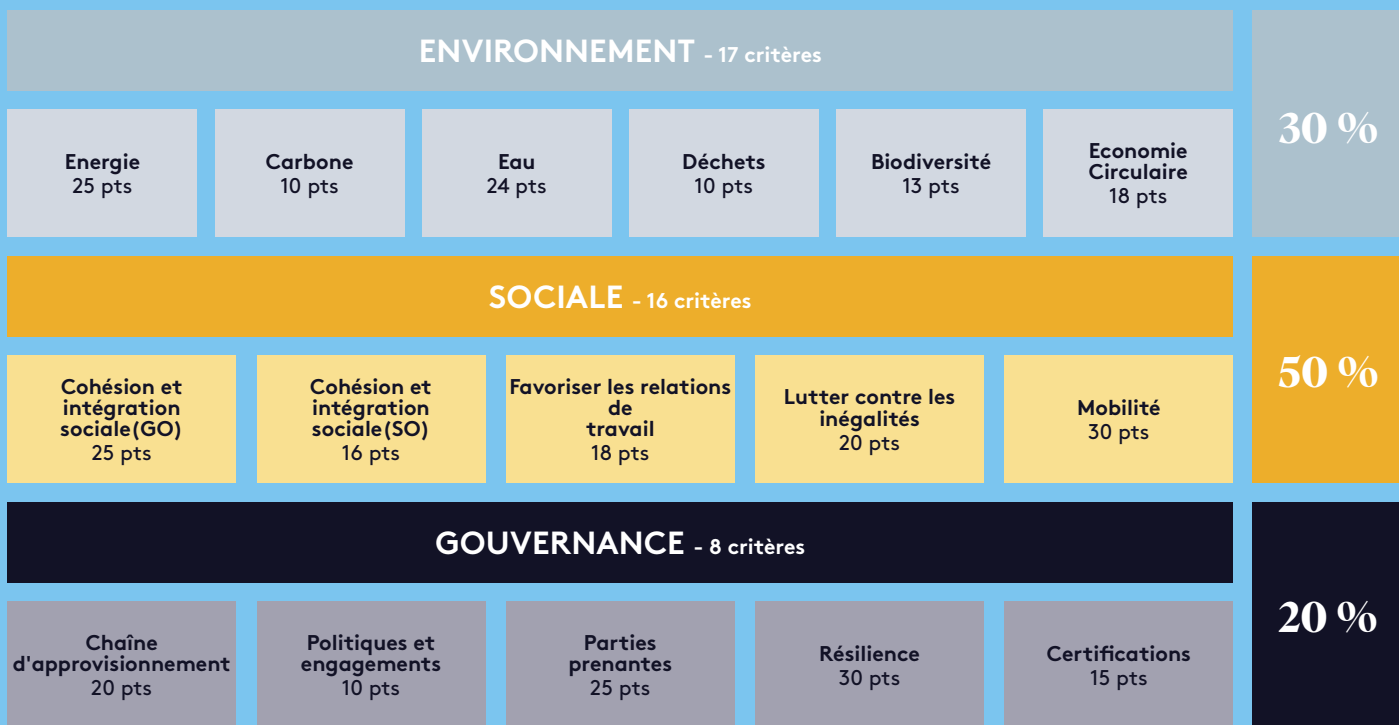 ENVIRONNEMENT - 17 critères
30 %
Energie
25 pts
Carbone
10 pts
Eau
24 pts
Déchets
10 pts
Biodiversité
13 pts
Economie
Circulaire
18 pts
SOCIALE - 16 critères
50 %
Cohésion et
intégration
sociale(GO)
25 pts
Cohésion et
intégration
sociale(SO)
16 pts
Favoriser les relations
de
travail
18 pts
Lutter contre les
inégalités
20 pts
Mobilité
30 pts
GOUVERNANCE - 8 critères
20 %
Chaîne
d'approvisionnement
20 pts
Politiques et
engagements
10 pts
Parties
prenantes
25 pts
Résilience
30 pts
Certifications
15 pts